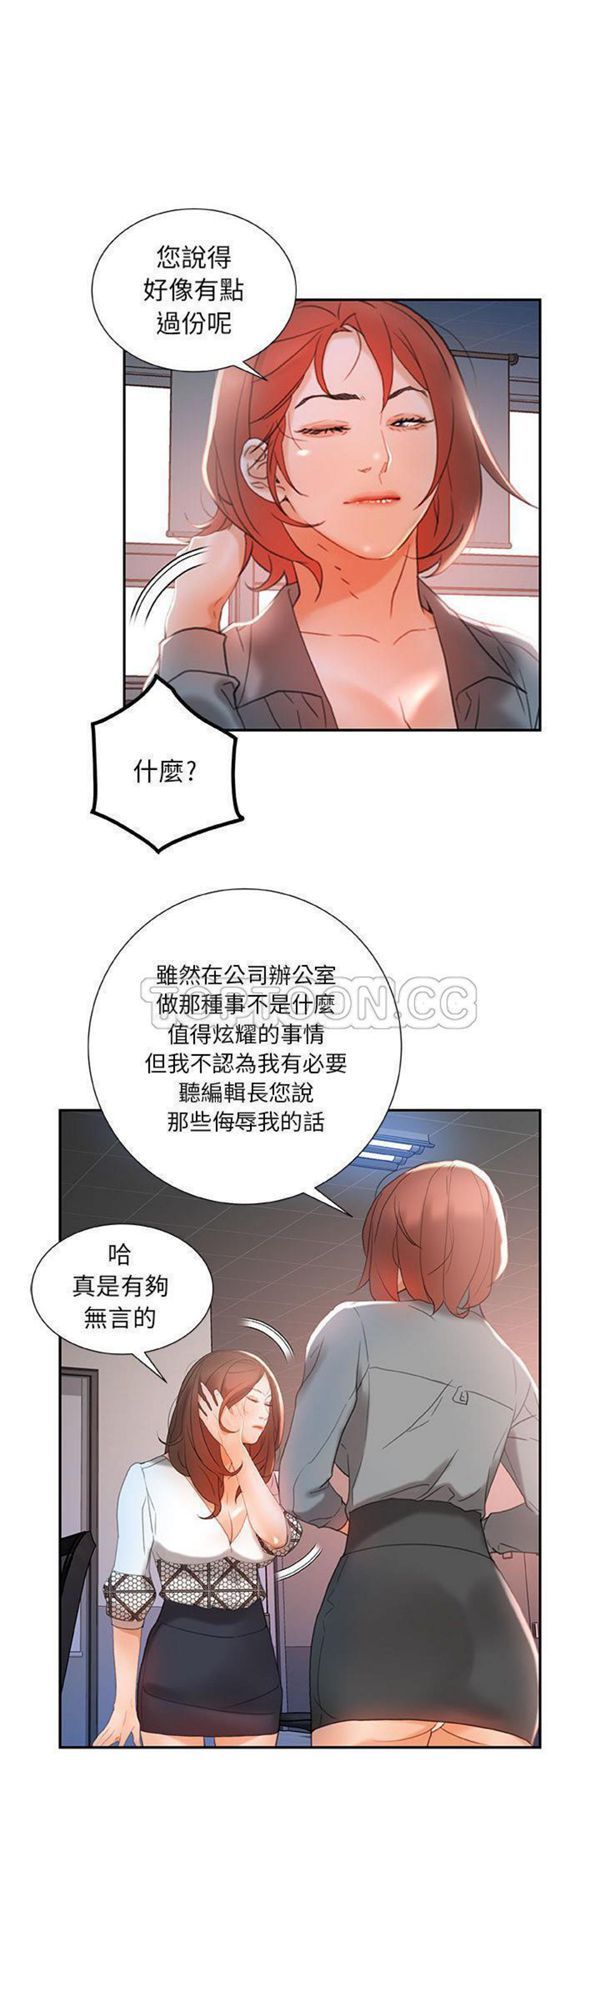 您說得
好像有點
過份呢
什麼?
雖然在公司辦公室
做那種事不是什麼
值得炫耀的事情
但我不認為我有必要
聽編輯長您說
那些侮辱我的話
TOPTOON.CC
哈
真是有夠
無言的